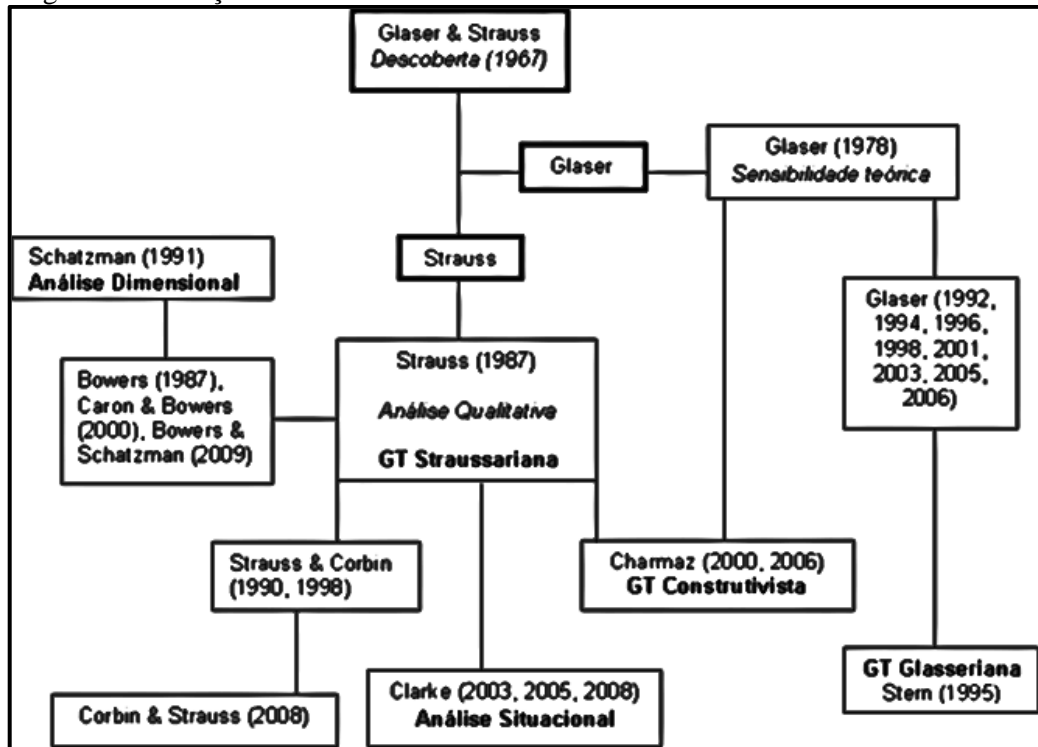 Glaser & Strauss
Descoberta (1967)
Glaser
Glaser (1978)
Sensibilidade teórica
Strauss
Schatzman (1991)
Análise Dimensional
Glaser (1992,
1994, 1996,
1998, 2001,
2003, 2005,
2006)
Strauss (1987)
Análise Qualitativa
GT Straussariana
Bowers (1987),
Caron & Bowers
(2000), Bowers &
Schatzman (2009)
Strauss & Corbin
(1990, 1998)
Charmaz (2000, 2006)
GT Construtivista
GT Glasseriana
Stern (1995)
Corbin & Strauss (2008)
Clarke (2003, 2005, 2008)
Análise Situacional